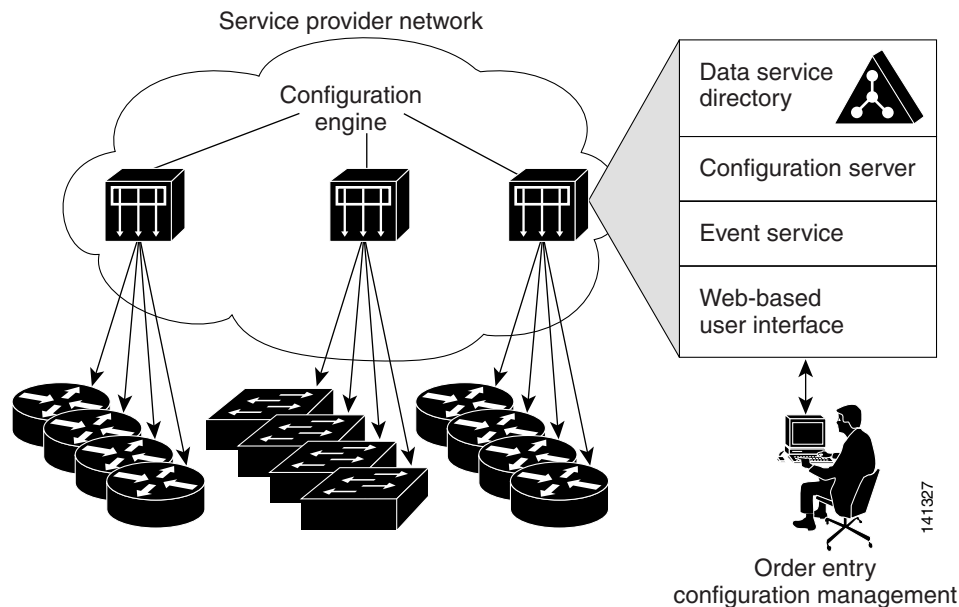 Service provider network
Configuration
engine
Data service
directory
Configuration server
Event service
Web-based
user interface
141327
Order entry
configuration management